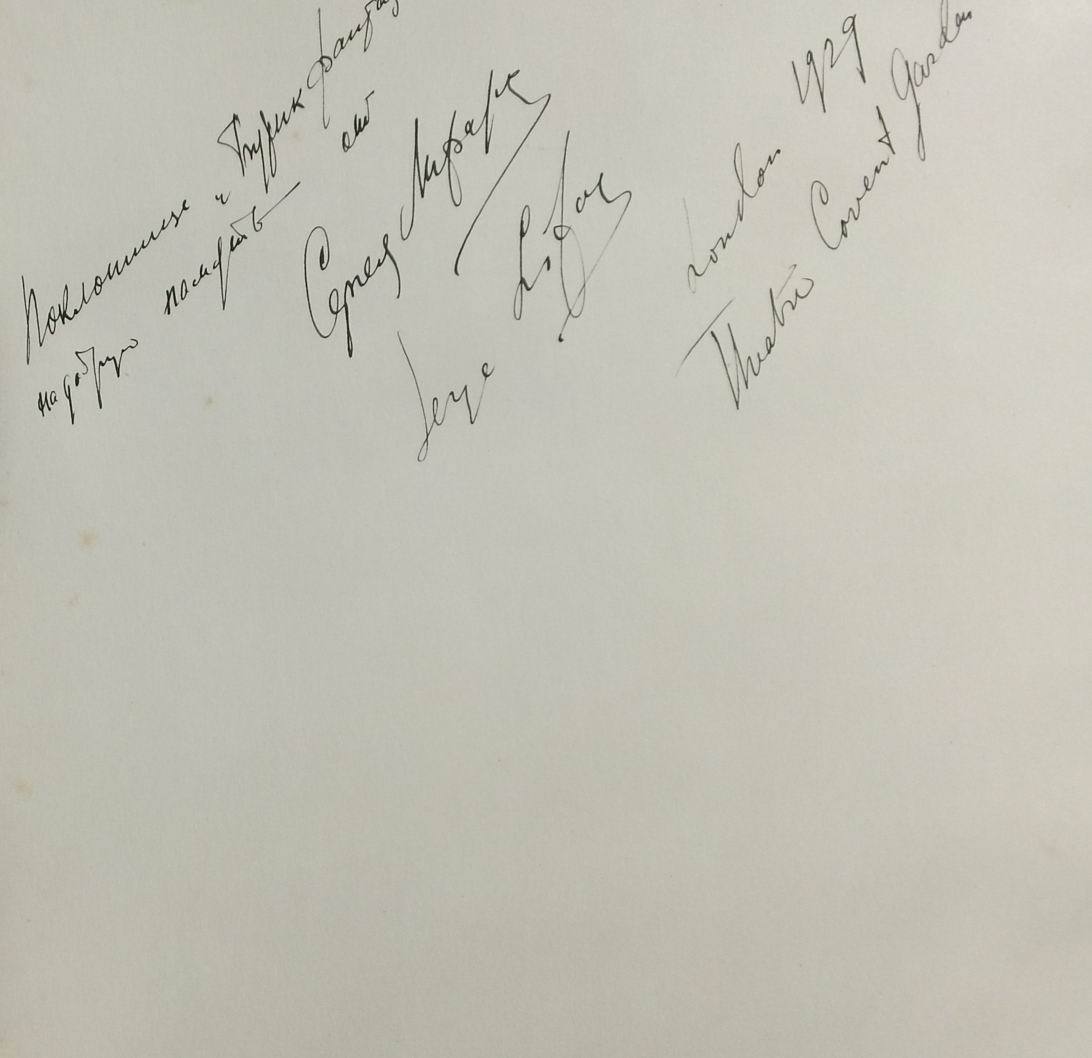 Поклоннице и
на добрую память
от
Сергея Лифаря
Serge Lifar
London 1929
Theatre Covent Garden